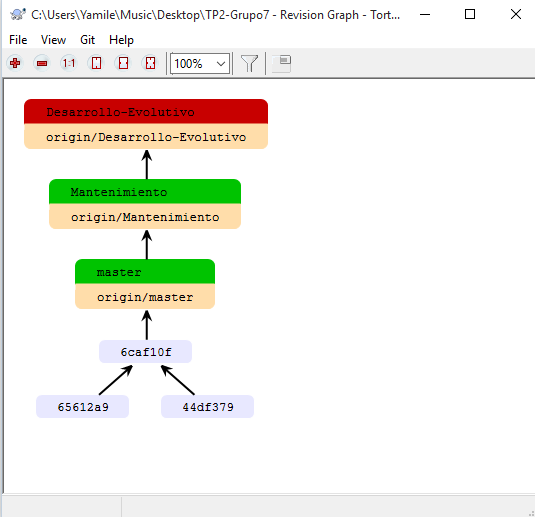 C:\Users\Yamile\Music\Desktop\TP2-Grupo7 - Revision Graph - Tort...
File View Git Help
1:1 100%
Desarrollo-Evolutivo
origin/Desarrollo-Evolutivo
Mantenimiento
origin/Mantenimiento
master
origin/master
6caf10f
65612a9 44df379